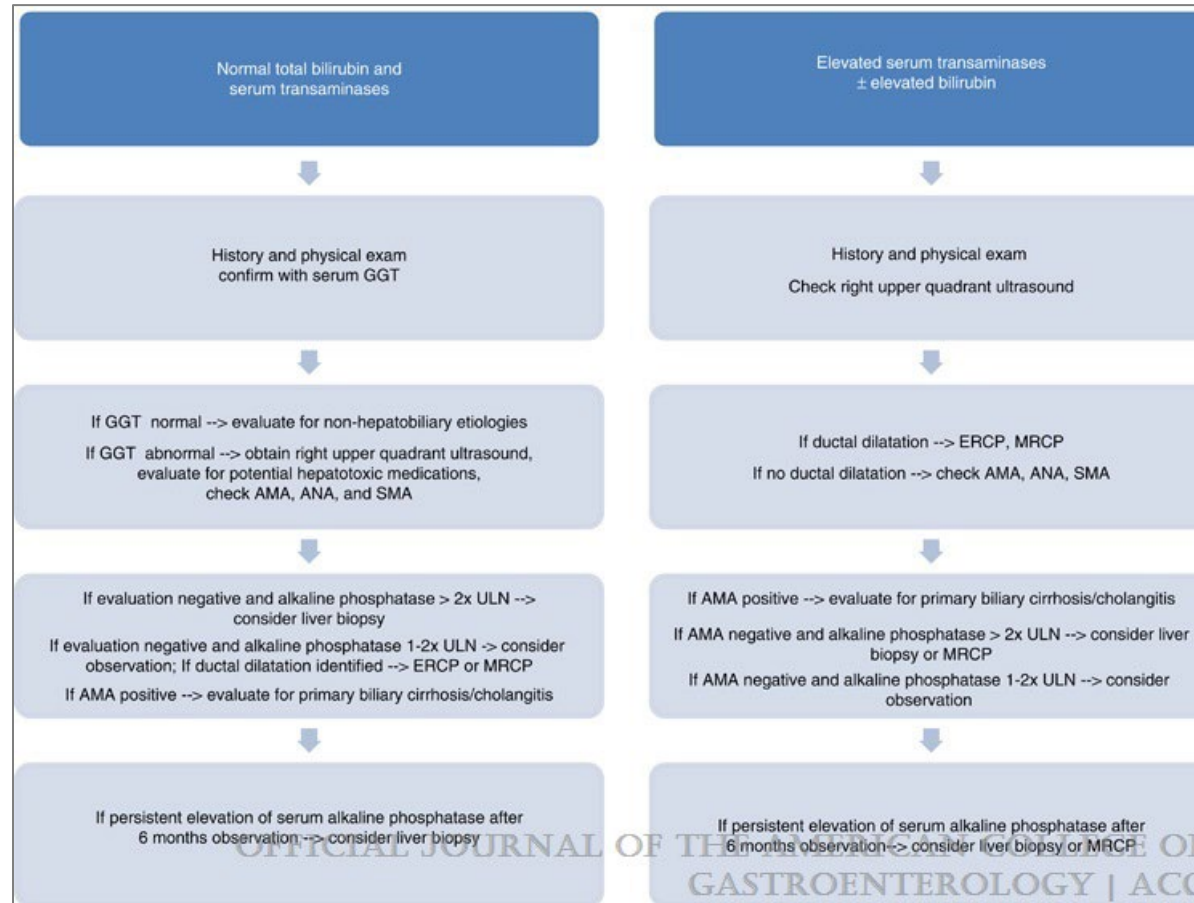 Normal total bilirubin and
serum transaminases
History and physical exam
confirm with serum GGT
If GGT normal --> evaluate for non-hepatobiliary etiologies
If GGT abnormal --> obtain right upper quadrant ultrasound,
evaluate for potential hepatotoxic medications,
check AMA, ANA, and SMA
If evaluation negative and alkaline phosphatase > 2x ULN -->
consider liver biopsy
If evaluation negative and alkaline phosphatase 1-2x ULN -> consider
observation; If ductal dilatation identified --> ERCP or MRCP
If AMA positive --> evaluate for primary biliary cirrhosis/cholangitis
If persistent elevation of serum alkaline phosphatase after
6 months observation --> consider liver biopsy
Elevated serum transaminases
± elevated bilirubin
History and physical exam
Check right upper quadrant ultrasound
If ductal dilatation --> ERCP, MRCP
If no ductal dilatation --> check AMA, ANA, SMA
If AMA positive --> evaluate for primary biliary cirrhosis/cholangitis
If AMA negative and alkaline phosphatase > 2x ULN --> consider liver
biopsy or MRCP
If AMA negative and alkaline phosphatase 1-2x ULN --> consider
observation
If persistent elevation of serum alkaline phosphatase after
6 months observation--> consider liver biopsy or MRCP
OFFICIAL JOURNAL OF THE AMERICAN COLLEGE OF
GASTROENTEROLOGY | ACG